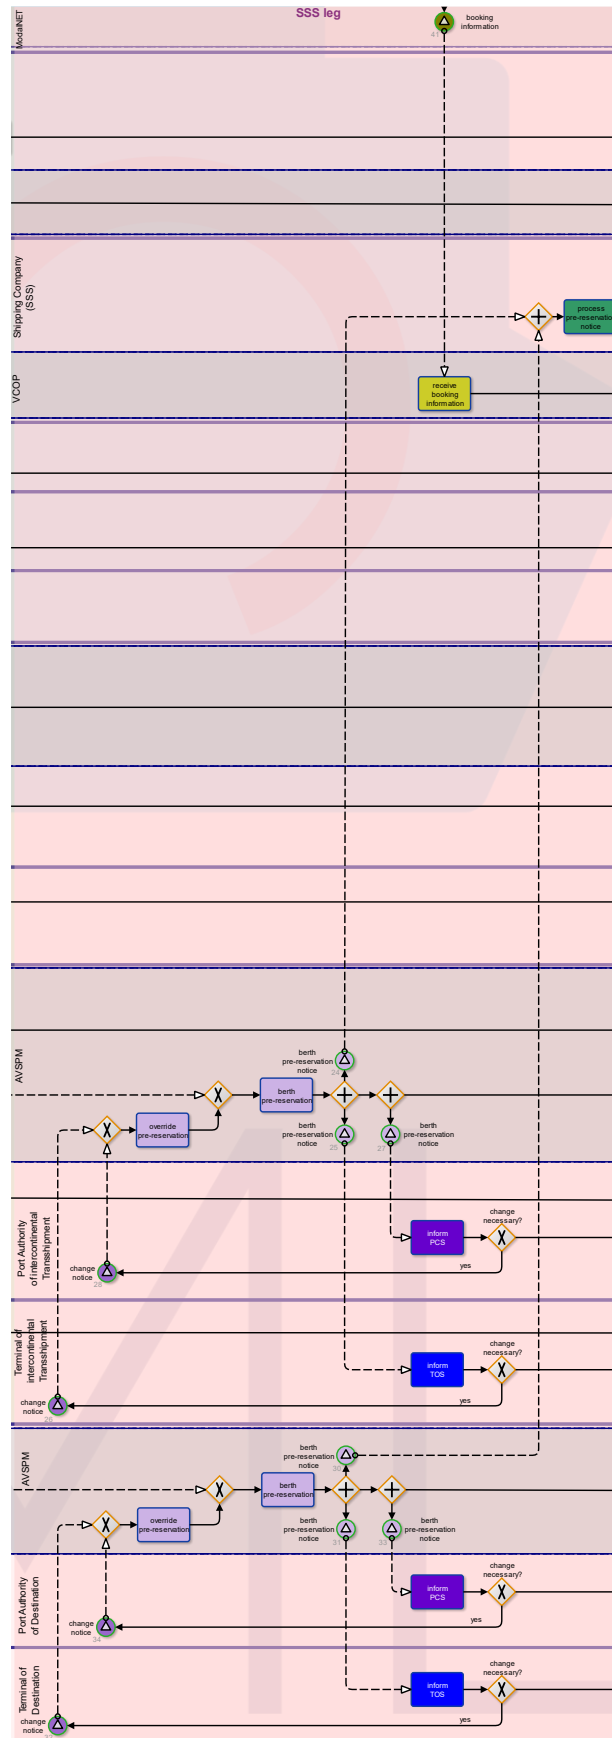 SSS leg
ModalNET
booking
information
41
Shipping Company
(SSS)
process
pre-reservation
notice
VCOP
receive
booking
information
AVSPM
berth
pre-reservation
notice
24
berth
pre-reservation
override
pre-reservation
berth
pre-reservation
notice
25
berth
pre-reservation
notice
27
Port Authority
of Intercontinental
Transshipment
change
necessary?
inform
PCS
yes
change
notice
28
Terminal of
intercontinental
Transshipment
change
necessary?
inform
TOS
yes
change
notice
26
AVSPM
berth
pre-reservation
notice
30
berth
pre-reservation
override
pre-reservation
berth
pre-reservation
notice
31
berth
pre-reservation
notice
33
Port Authority
of Destination
change
necessary?
inform
PCS
yes
change
notice
34
Terminal of
Destination
change
necessary?
inform
TOS
yes
change
notice
32